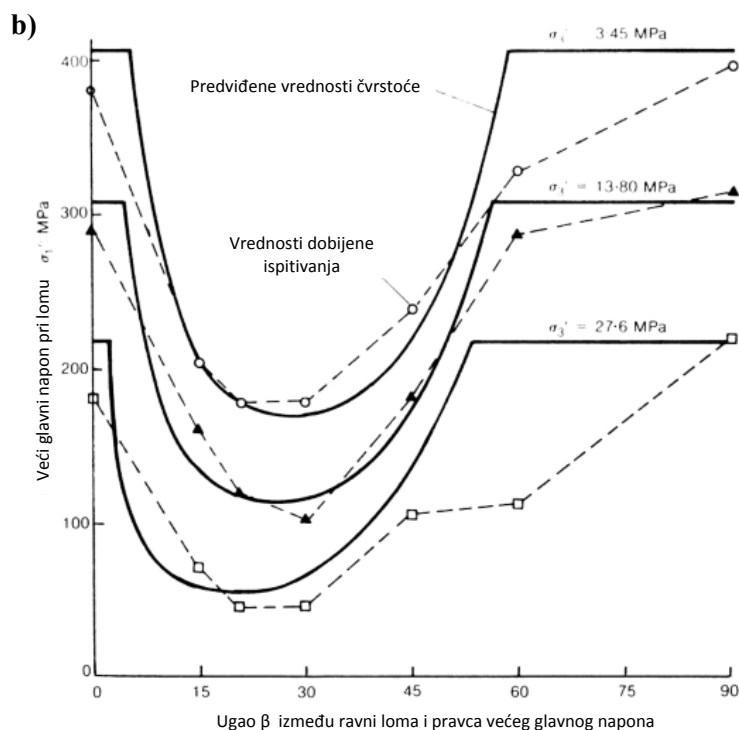 b)
400
300
200
100
0
Veći glavni napon pri lomu σ₁' MPa
σ₃' 3·45 MPa
Predviđene vrednosti čvrstoće
σ₃' = 13·80 MPa
Vrednosti dobijene
ispitivanja
σ₃' = 27·6 MPa
0 15 30 45 60 75 90
Ugao β između ravni loma i pravca većeg glavnog napona